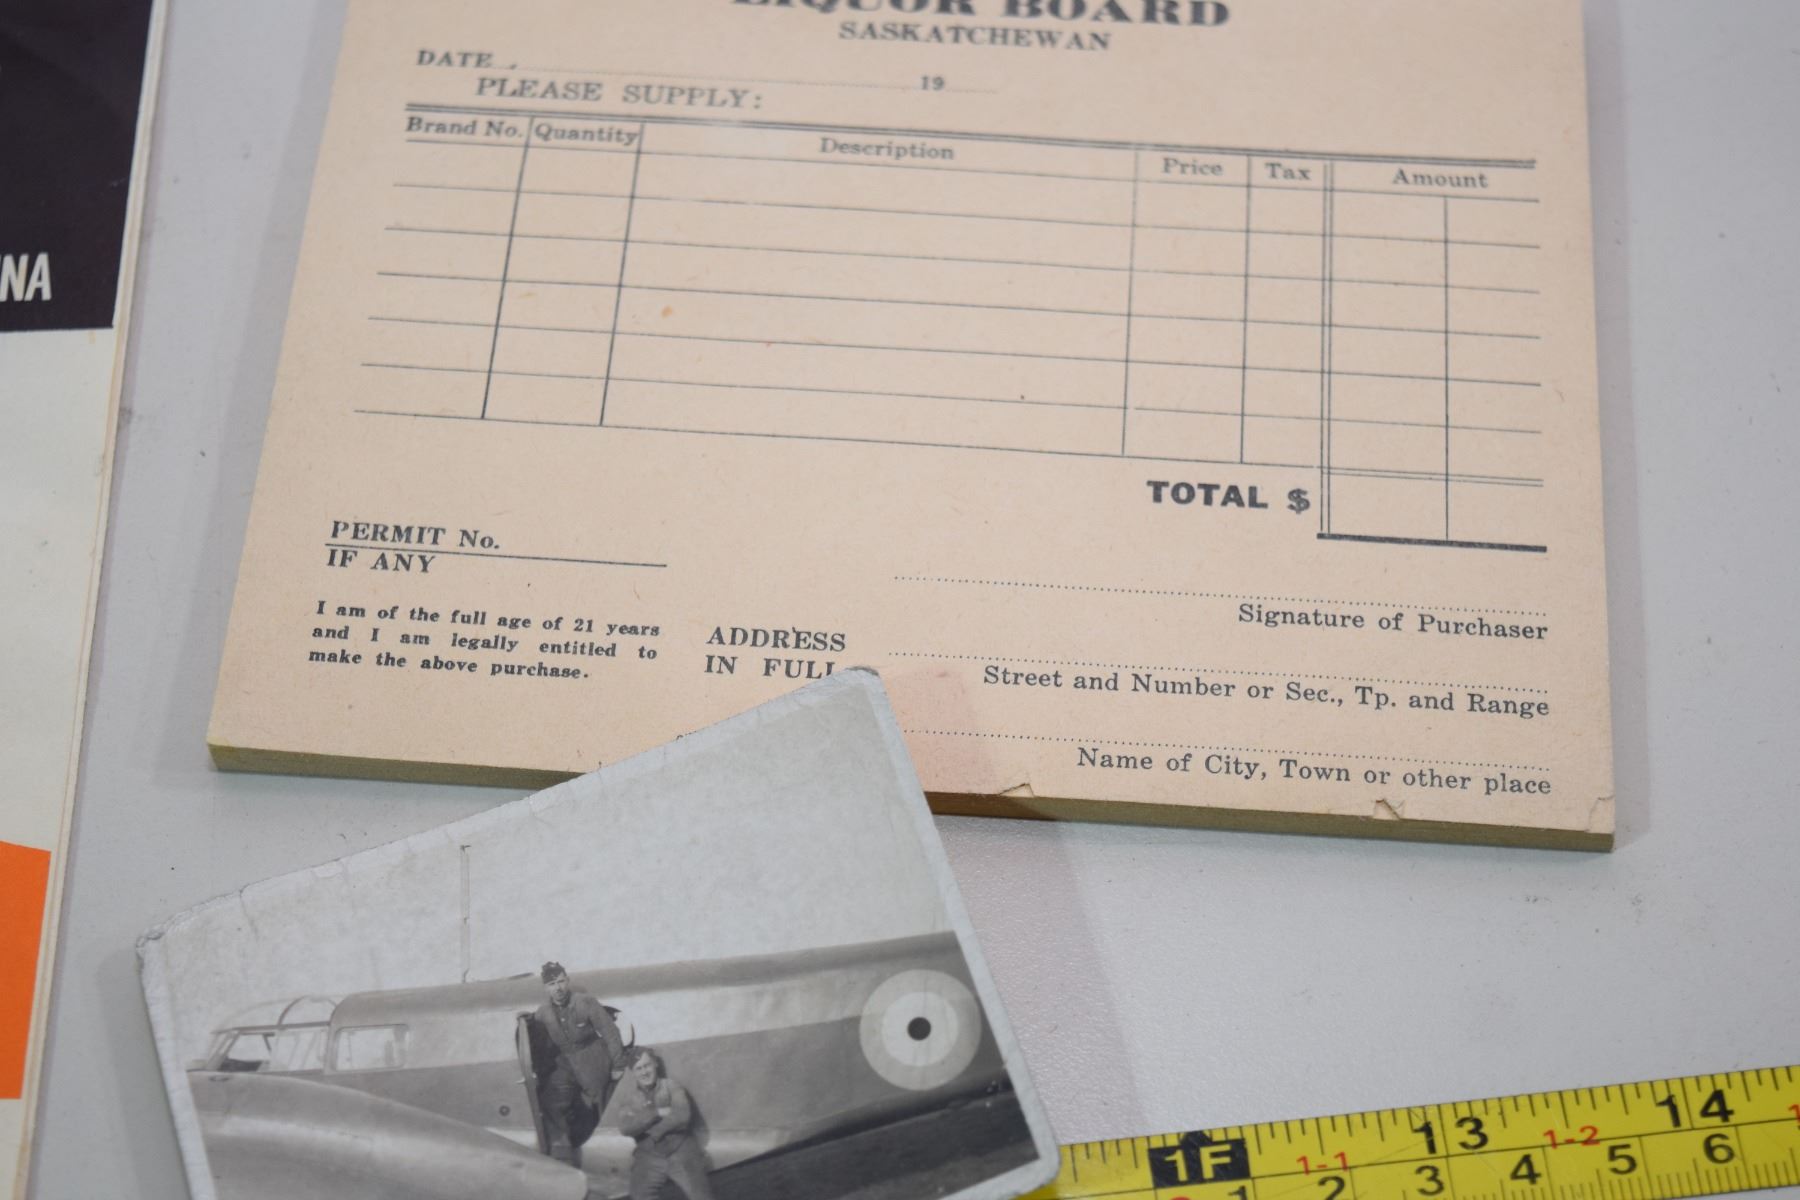 LIQUOR BOARD
SASKATCHEWAN
DATE 19
PLEASE SUPPLY:
Brand No. Quantity Description Price Tax Amount
TOTAL $
PERMIT No.
IF ANY
I am of the full age of 21 years
and I am legally entitled to
make the above purchase.
ADDRESS
IN FULL
Signature of Purchaser
Street and Number or Sec., Tp. and Range
Name of City, Town or other place
NA
1F 1-1 13 1-2 14
1 2 3 4 5 6